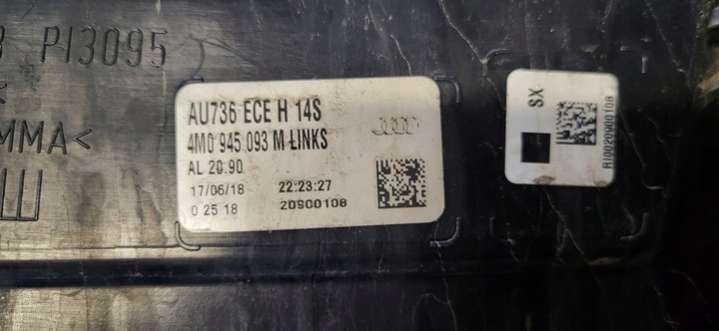 PI3095
MMA<
AU736 ECE H 14S
4M0 945 093 M LINKS
AL 20.90
17/06/18 22:23:27
0 25 18 20900108
SX